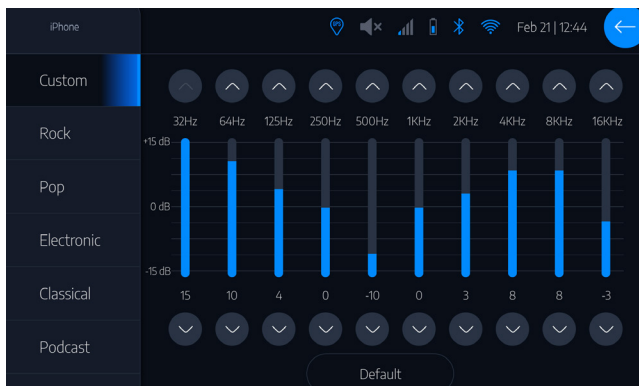 iPhone
GPS
Feb 21 | 12:44
Custom
Rock
Pop
Electronic
Classical
Podcast
32Hz 64Hz 125Hz 250Hz 500Hz 1KHz 2KHz 4KHz 8KHz 16KHz
+15 dB
0 dB
-15 dB
15 10 4 0 -10 0 3 8 8 -3
Default